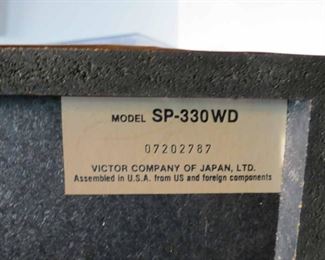 MODEL SP-330WD
07202787
VICTOR COMPANY OF JAPAN, LTD.
Assembled in U.S.A. from US and foreign components